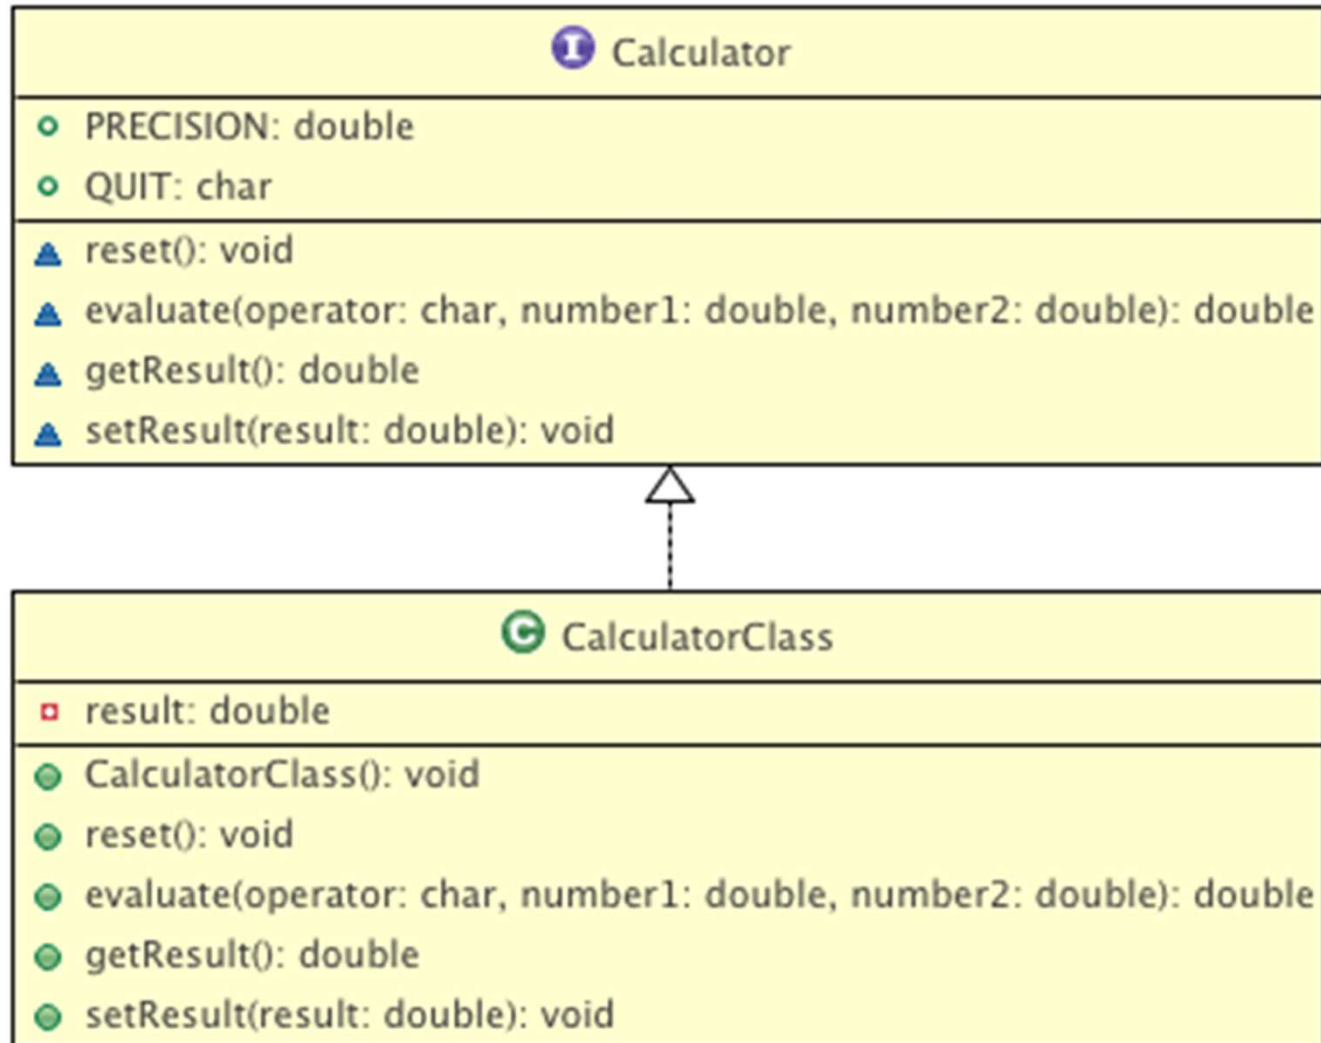 Calculator
PRECISION: double
QUIT: char
reset(): void
evaluate(operator: char, number1: double, number2: double): double
getResult(): double
setResult(result: double): void
CalculatorClass
result: double
CalculatorClass(): void
reset(): void
evaluate(operator: char, number1: double, number2: double): double
getResult(): double
setResult(result: double): void